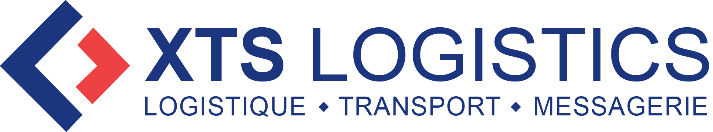 XTS LOGISTICS
LOGISTIQUE ◆ TRANSPORT ◆ MESSAGERIE